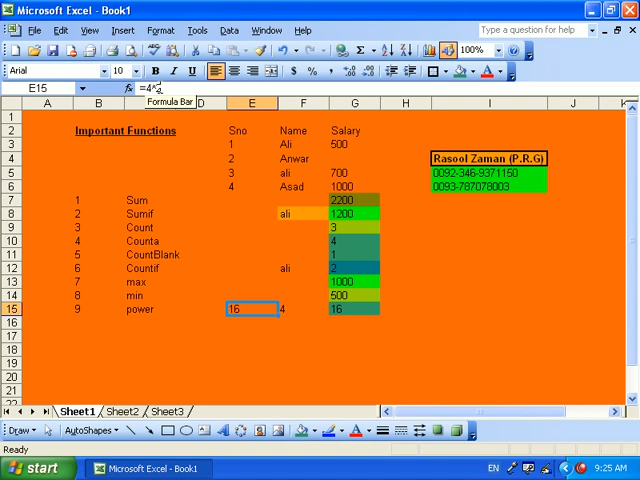 Microsoft Excel - Book1
File Edit View Insert Format Tools Data Window Help
Type a question for help
100%
Arial 10 B I U $ % ,
E15 fx =4^2
Formula Bar
A B C D E F G H I J K
1
2 Important Functions Sno Name Salary
3 1 Ali 500
4 2 Anwar Rasool Zaman (P.R.G)
5 3 ali 700 0092-346-9371150
6 4 Asad 1000 0093-787078003
7 1 Sum 2200
8 2 Sumif ali 1200
9 3 Count 3
10 4 Counta 4
11 5 CountBlank 1
12 6 Countif ali 2
13 7 max 1000
14 8 min 500
15 9 power 16 4 16
16
17
18
19
20
21
22
Sheet1 Sheet2 Sheet3
Draw AutoShapes
Ready
start Microsoft Excel - Book1 EN 9:25 AM